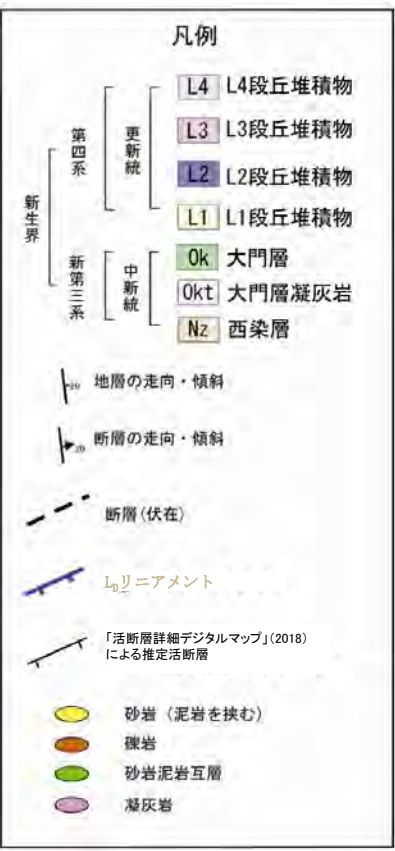 凡例
新生界
第四系
更新統
L4 L4段丘堆積物
L3 L3段丘堆積物
L2 L2段丘堆積物
L1 L1段丘堆積物
新第三系
中新統
Ok 大門層
Okt 大門層凝灰岩
Nz 西染層
20 地層の走向・傾斜
20 断層の走向・傾斜
断層(伏在)
LDリニアメント
「活断層詳細デジタルマップ」(2018)
による推定活断層
砂岩（泥岩を挟む）
礫岩
砂岩泥岩互層
凝灰岩